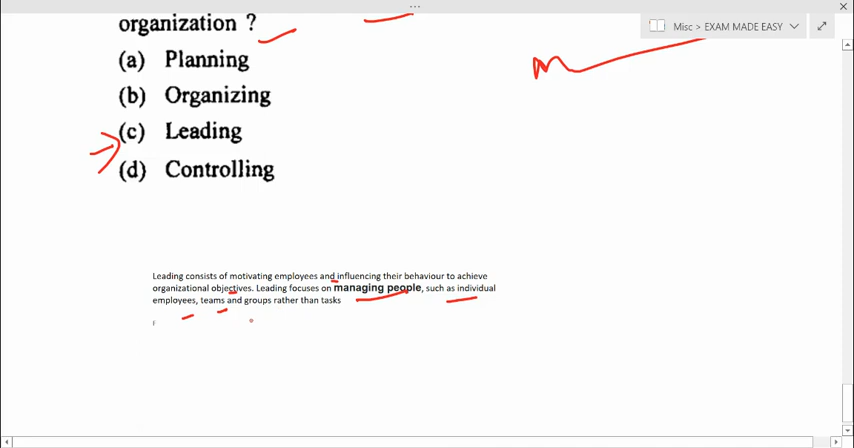 organization ?
Misc > EXAM MADE EASY
(a) Planning
(b) Organizing
(c) Leading
(d) Controlling
Leading consists of motivating employees and influencing their behaviour to achieve
organizational objectives. Leading focuses on managing people, such as individual
employees, teams and groups rather than tasks